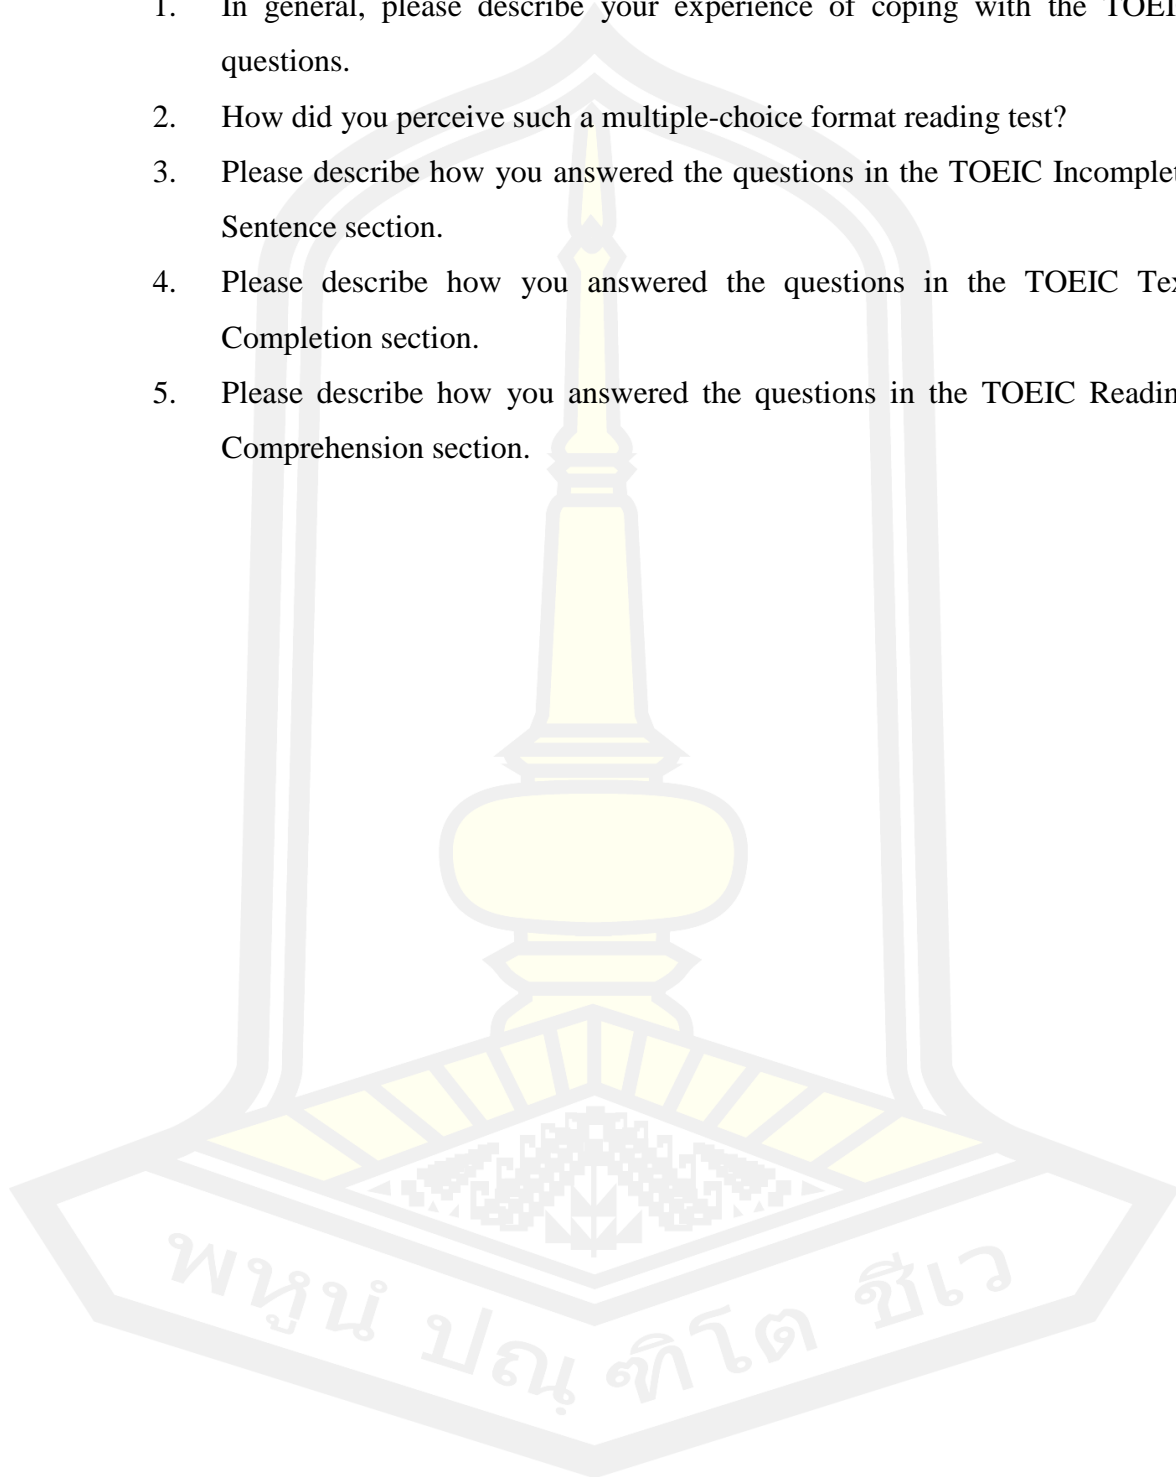 1. In general, please describe your experience of coping with the TOEI
questions.
2. How did you perceive such a multiple-choice format reading test?
3. Please describe how you answered the questions in the TOEIC Incomplet
Sentence section.
4. Please describe how you answered the questions in the TOEIC Tex
Completion section.
5. Please describe how you answered the questions in the TOEIC Readin
Comprehension section.
พหูนํ ปณฺฑิโต ชีเว